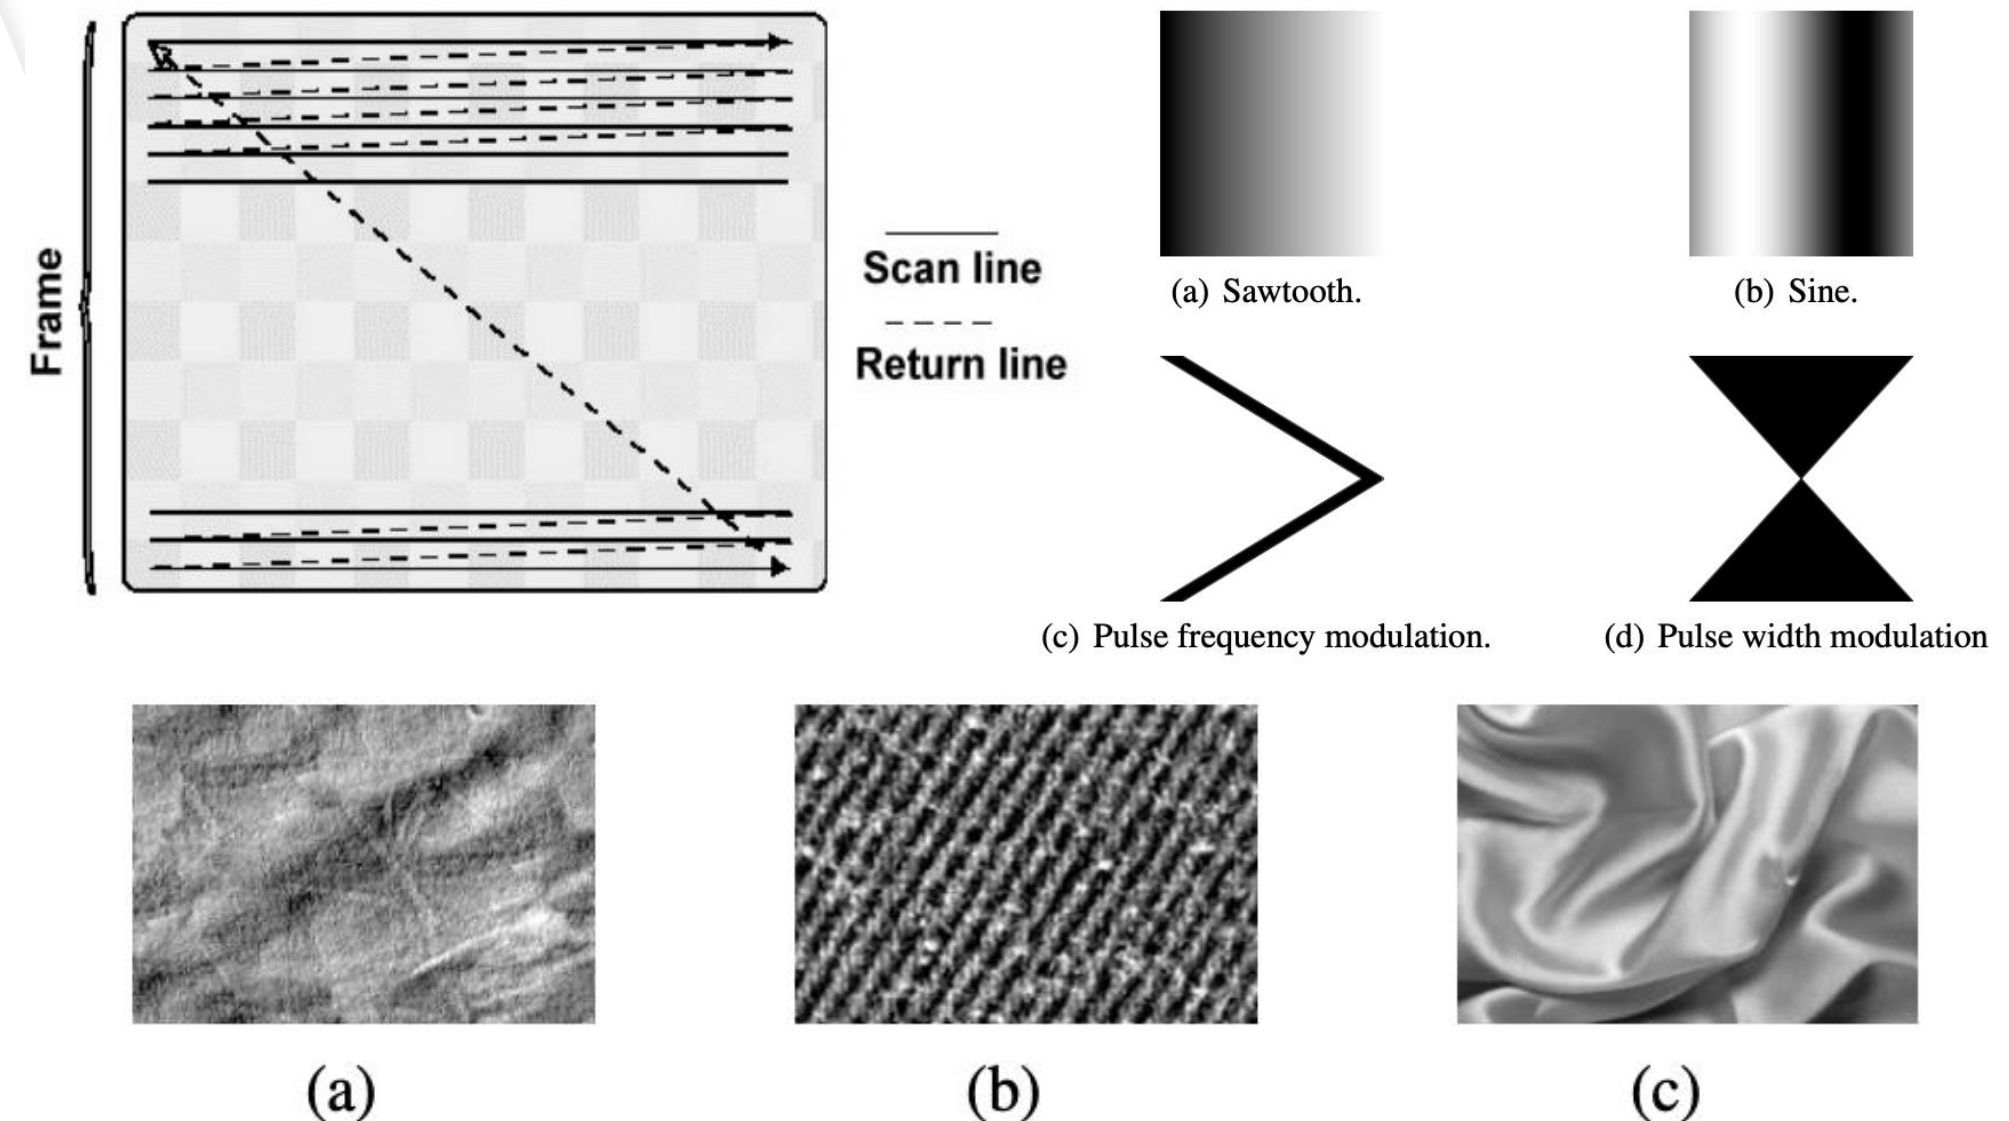 Frame
Scan line
Return line
(a) Sawtooth.
(b) Sine.
(c) Pulse frequency modulation.
(d) Pulse width modulation
(a)
(b)
(c)